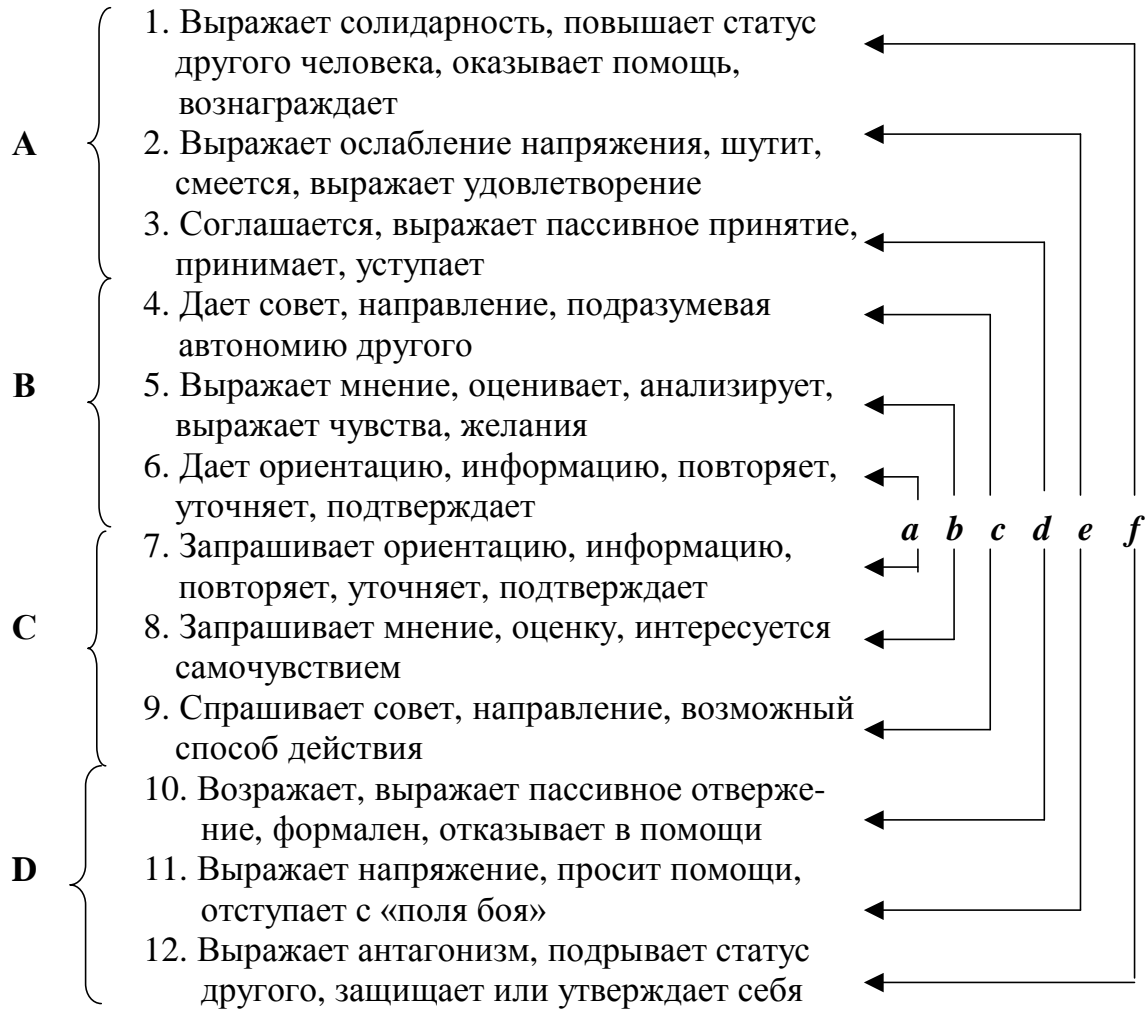 1. Выражает солидарность, повышает статус
другого человека, оказывает помощь,
вознаграждает
A
2. Выражает ослабление напряжения, шутит,
смеется, выражает удовлетворение
3. Соглашается, выражает пассивное принятие,
принимает, уступает
4. Дает совет, направление, подразумевая
автономию другого
B
5. Выражает мнение, оценивает, анализирует,
выражает чувства, желания
6. Дает ориентацию, информацию, повторяет,
уточняет, подтверждает
a b c d e f
7. Запрашивает ориентацию, информацию,
повторяет, уточняет, подтверждает
C
8. Запрашивает мнение, оценку, интересуется
самочувствием
9. Спрашивает совет, направление, возможный
способ действия
10. Возражает, выражает пассивное отверже-
ние, формален, отказывает в помощи
D
11. Выражает напряжение, просит помощи,
отступает с «поля боя»
12. Выражает антагонизм, подрывает статус
другого, защищает или утверждает себя